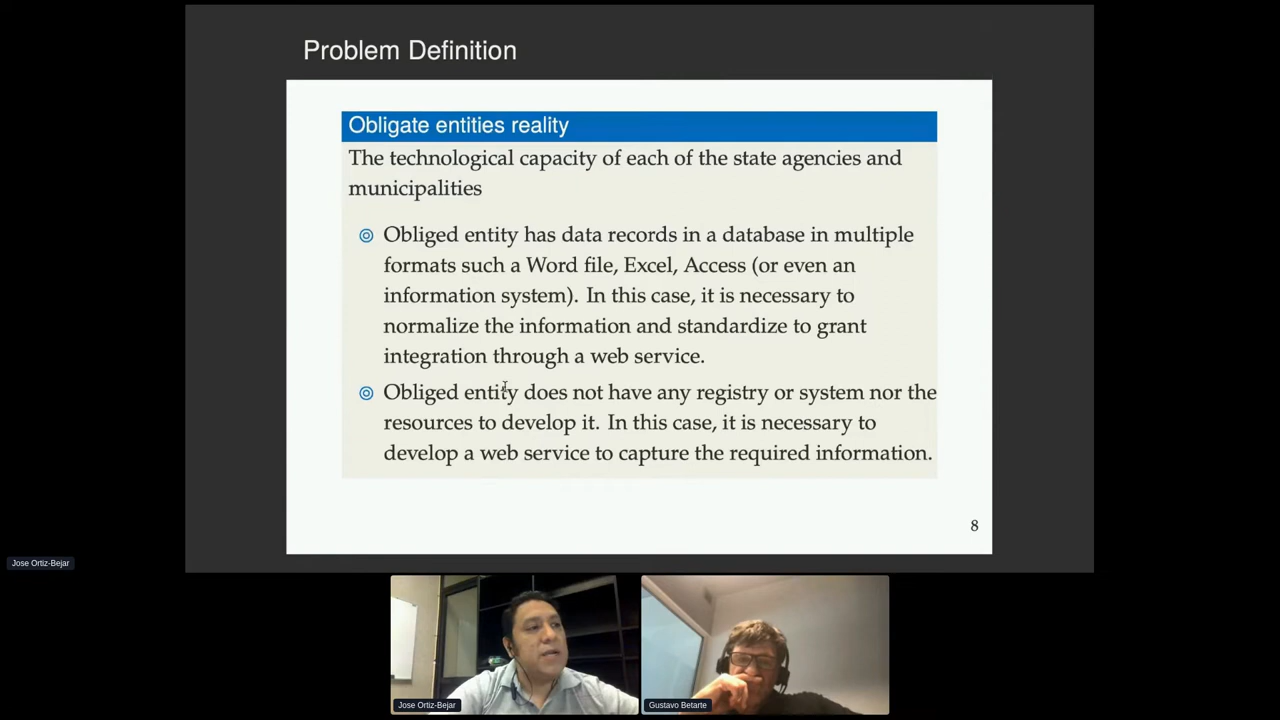 Problem Definition
Obligate entities reality
The technological capacity of each of the state agencies and
municipalities
Obliged entity has data records in a database in multiple
formats such a Word file, Excel, Access (or even an
information system). In this case, it is necessary to
normalize the information and standardize to grant
integration through a web service.
Obliged entity does not have any registry or system nor the
resources to develop it. In this case, it is necessary to
develop a web service to capture the required information.
8
Jose Ortiz-Bejar
Jose Ortiz-Bejar
Gustavo Betarte